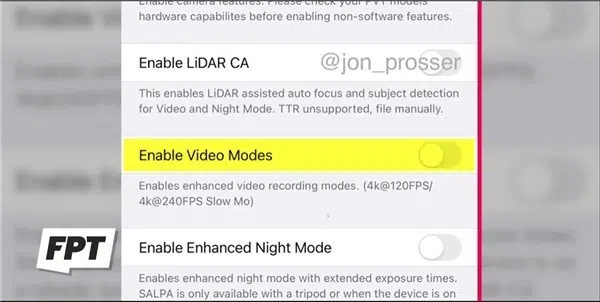 Enable camera features. Please check your PVT models
hardware capabilites before enabling non-software features.
Enable LiDAR CA
@jon_prosser
This enables LiDAR assisted auto focus and subject detection
for Video and Night Mode. TTR unsupported, file manually.
Enable Video Modes
Enables enhanced video recording modes. (4k@120FPS/
4k@240FPS Slow Mo)
FPT
Enable Enhanced Night Mode
Enables enhanced night mode with extended exposure times.
SALPA is only available with a tripod or when the device is on